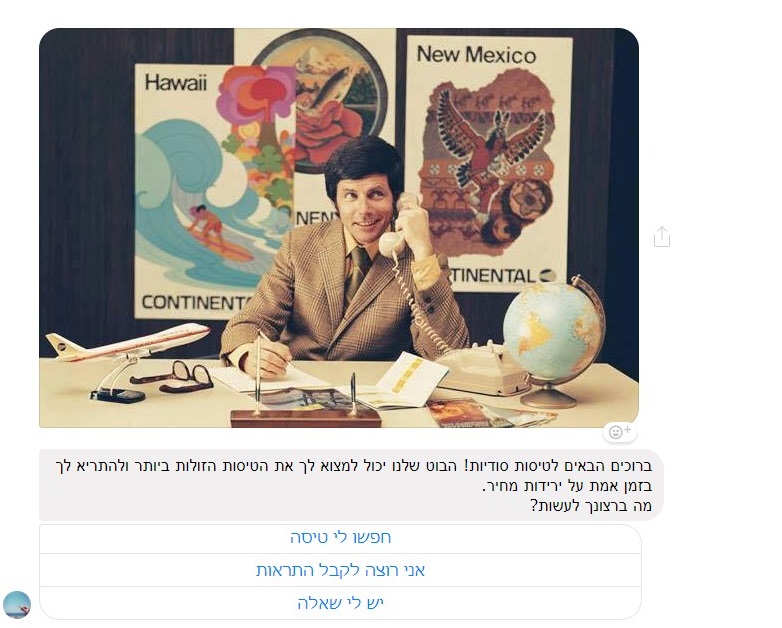 New Mexico
Hawaii
CONTINENT
NEN
TINENTAL
ברוכים הבאים לטיסות סודיות! הבוט שלנו יכול למצוא לך את הטיסות הזולות ביותר ולהתריא לך
בזמן אמת על ירידות מחיר.
מה ברצונך לעשות?
חפשו לי טיסה
אני רוצה לקבל התראות
יש לי שאלה